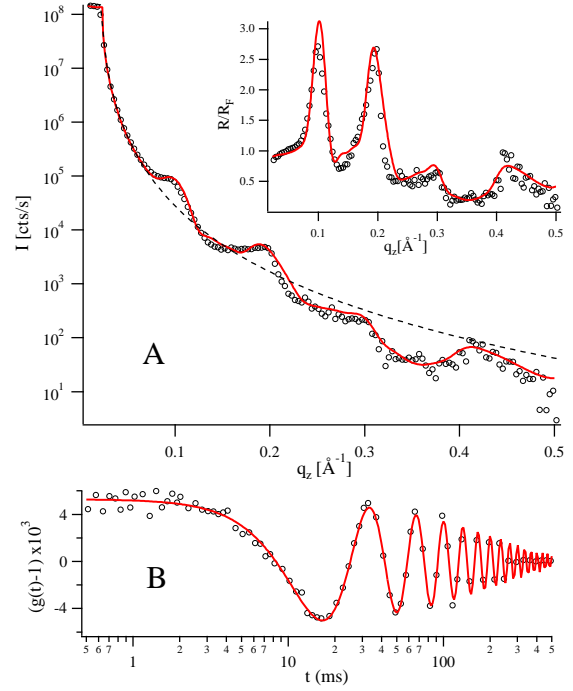 10^8
10^7
10^6
10^5
10^4
10^3
10^2
10^1
I [cts/s]
A
0.1 0.2 0.3 0.4 0.5
q_z [Å^-1]
3.0
2.5
2.0
1.5
1.0
0.5
R/R_F
0.1 0.2 0.3 0.4 0.5
q_z[Å^-1]
4
0
-4
(g(t)-1) x10^3
B
5 6 7 1 2 3 4 5 6 7 10 2 3 4 5 6 7 100 2 3 4 5
t (ms)